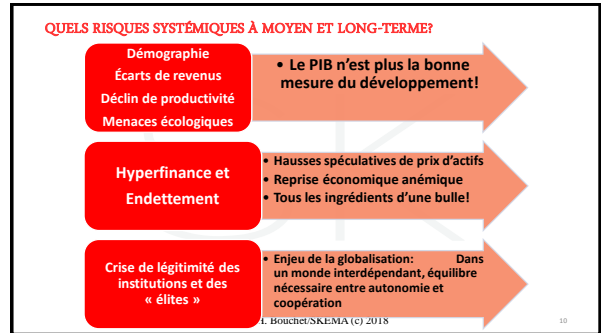 QUELS RISQUES SYSTÉMIQUES À MOYEN ET LONG-TERME?
Démographie
Écarts de revenus
Déclin de productivité
Menaces écologiques
• Le PIB n'est plus la bonne
mesure du développement!
Hyperfinance et
Endettement
• Hausses spéculatives de prix d'actifs
• Reprise économique anémique
• Tous les ingrédients d'une bulle!
Crise de légitimité des
institutions et des
« élites »
• Enjeu de la globalisation: Dans
un monde interdépendant, équilibre
nécessaire entre autonomie et
coopération
H. Bouchet/SKEMA (c) 2018
10